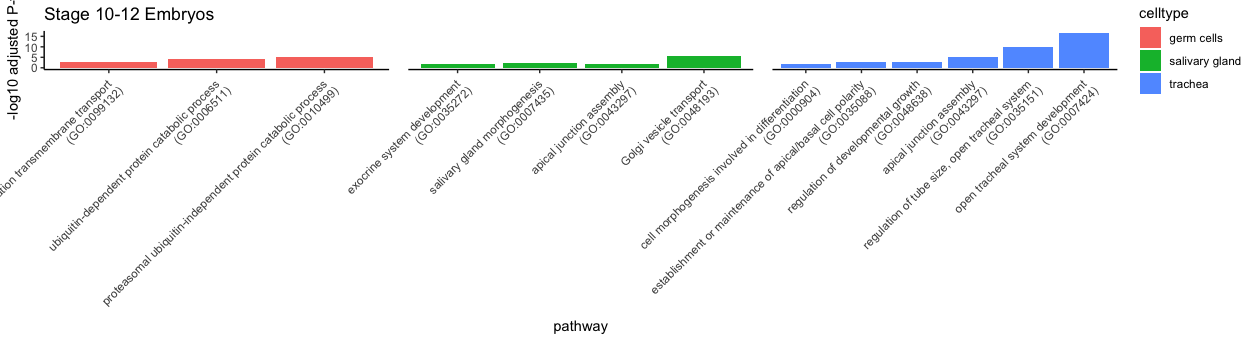 Stage 10-12 Embryos
-log10 adjusted P-
15
10
5
0
transmembrane transport
(GO:0099132)
ubiquitin-dependent protein catabolic process
(GO:0006511)
proteasomal ubiquitin-independent protein catabolic process
(GO:0010499)
exocrine system development
(GO:0035272)
salivary gland morphogenesis
(GO:0007435)
apical junction assembly
(GO:0043297)
Golgi vesicle transport
(GO:0048193)
cell morphogenesis involved in differentiation
(GO:0000904)
establishment or maintenance of apical/basal cell polarity
(GO:0035088)
regulation of developmental growth
(GO:0048638)
apical junction assembly
(GO:0043297)
regulation of tube size, open tracheal system
(GO:0035151)
open tracheal system development
(GO:0007424)
pathway
celltype
germ cells
salivary gland
trachea